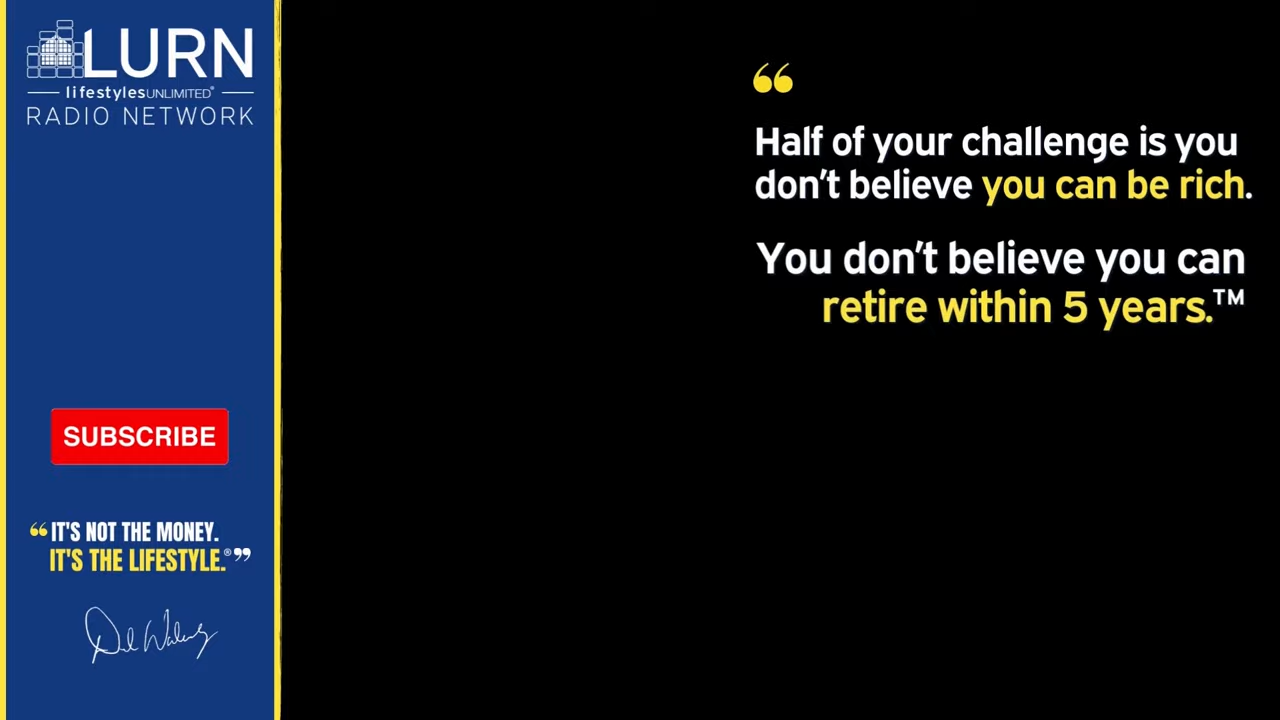 LURN
lifestylesUNLIMITED®
RADIO NETWORK
SUBSCRIBE
“IT'S NOT THE MONEY.
IT'S THE LIFESTYLE.®”
“
Half of your challenge is you
don't believe you can be rich.
You don't believe you can
retire within 5 years.™